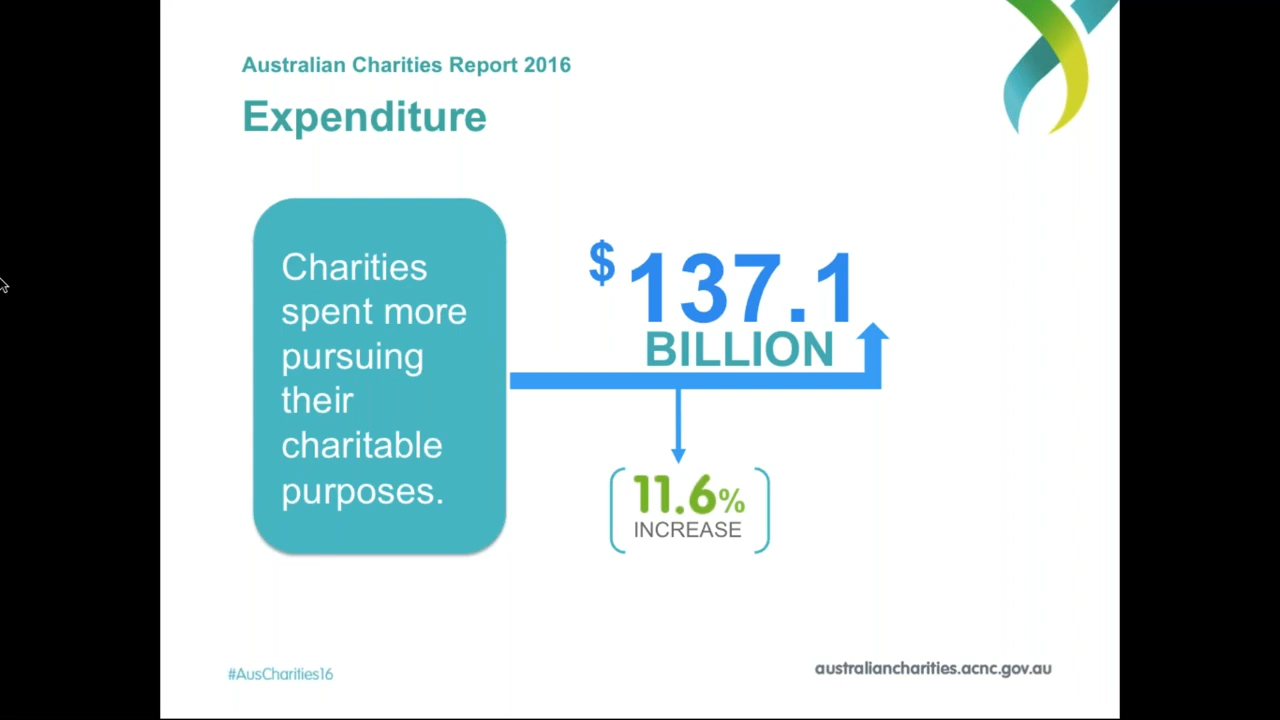 Australian Charities Report 2016
Expenditure
Charities
spent more
pursuing
their
charitable
purposes.
$137.1
BILLION
11.6%
INCREASE
#AusCharities16
australiancharities.acnc.gov.au